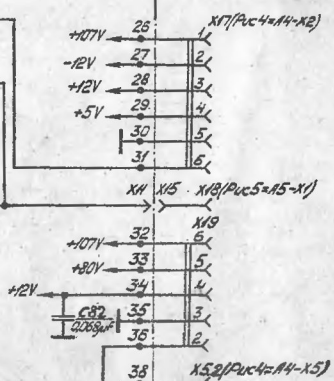 26 1 X17(Рис4=А4-Х2)
+107V
27 2
-12V
28 3
+12V
29 4
+5V
30 5
31 6
X14 X15 X18(Рис5=А5-Х1)
X19
32 6
+107V
33 5
+80V
34 4
+12V
C82
0,068µF
35 3
36 2
38 X5.2(Рис4=А4-Х5)